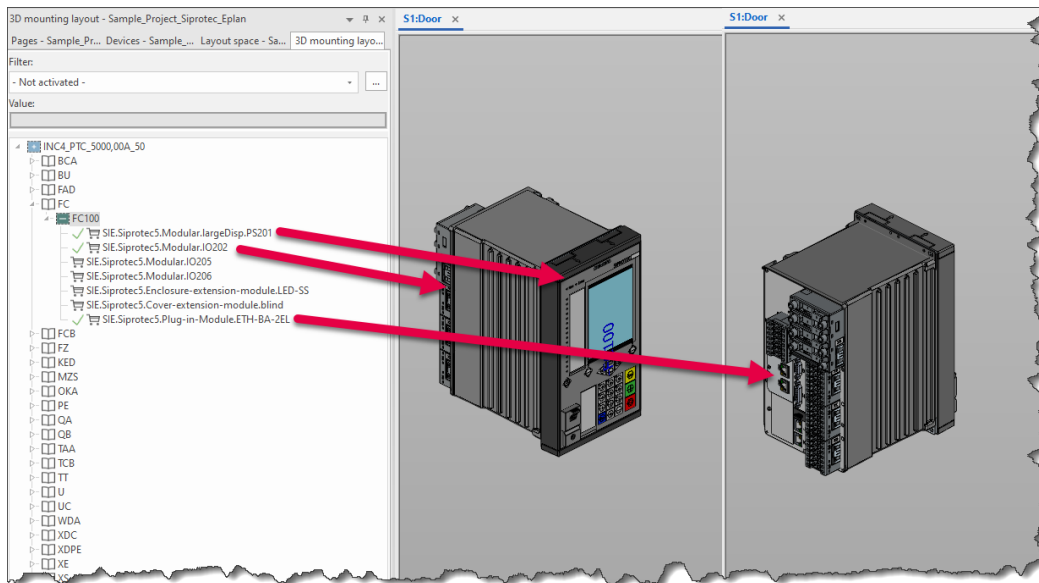 3D mounting layout - Sample_Project_Siprotec_Eplan
Pages - Sample_Pr... Devices - Sample_... Layout space - Sa... 3D mounting layo...
Filter:
- Not activated -
...
Value:
INC4_PTC_5000,00A_50
BCA
BU
FAD
FC
FC100
SIE.Siprotec5.Modular.largeDisp.PS201
SIE.Siprotec5.Modular.IO202
SIE.Siprotec5.Modular.IO205
SIE.Siprotec5.Modular.IO206
SIE.Siprotec5.Enclosure-extension-module.LED-SS
SIE.Siprotec5.Cover-extension-module.blind
SIE.Siprotec5.Plug-in-Module.ETH-BA-2EL
FCB
FZ
KED
MZS
OKA
PE
QA
QB
TAA
TCB
TT
U
UC
WDA
XDC
XDPE
XE
XS
S1:Door
S1:Door